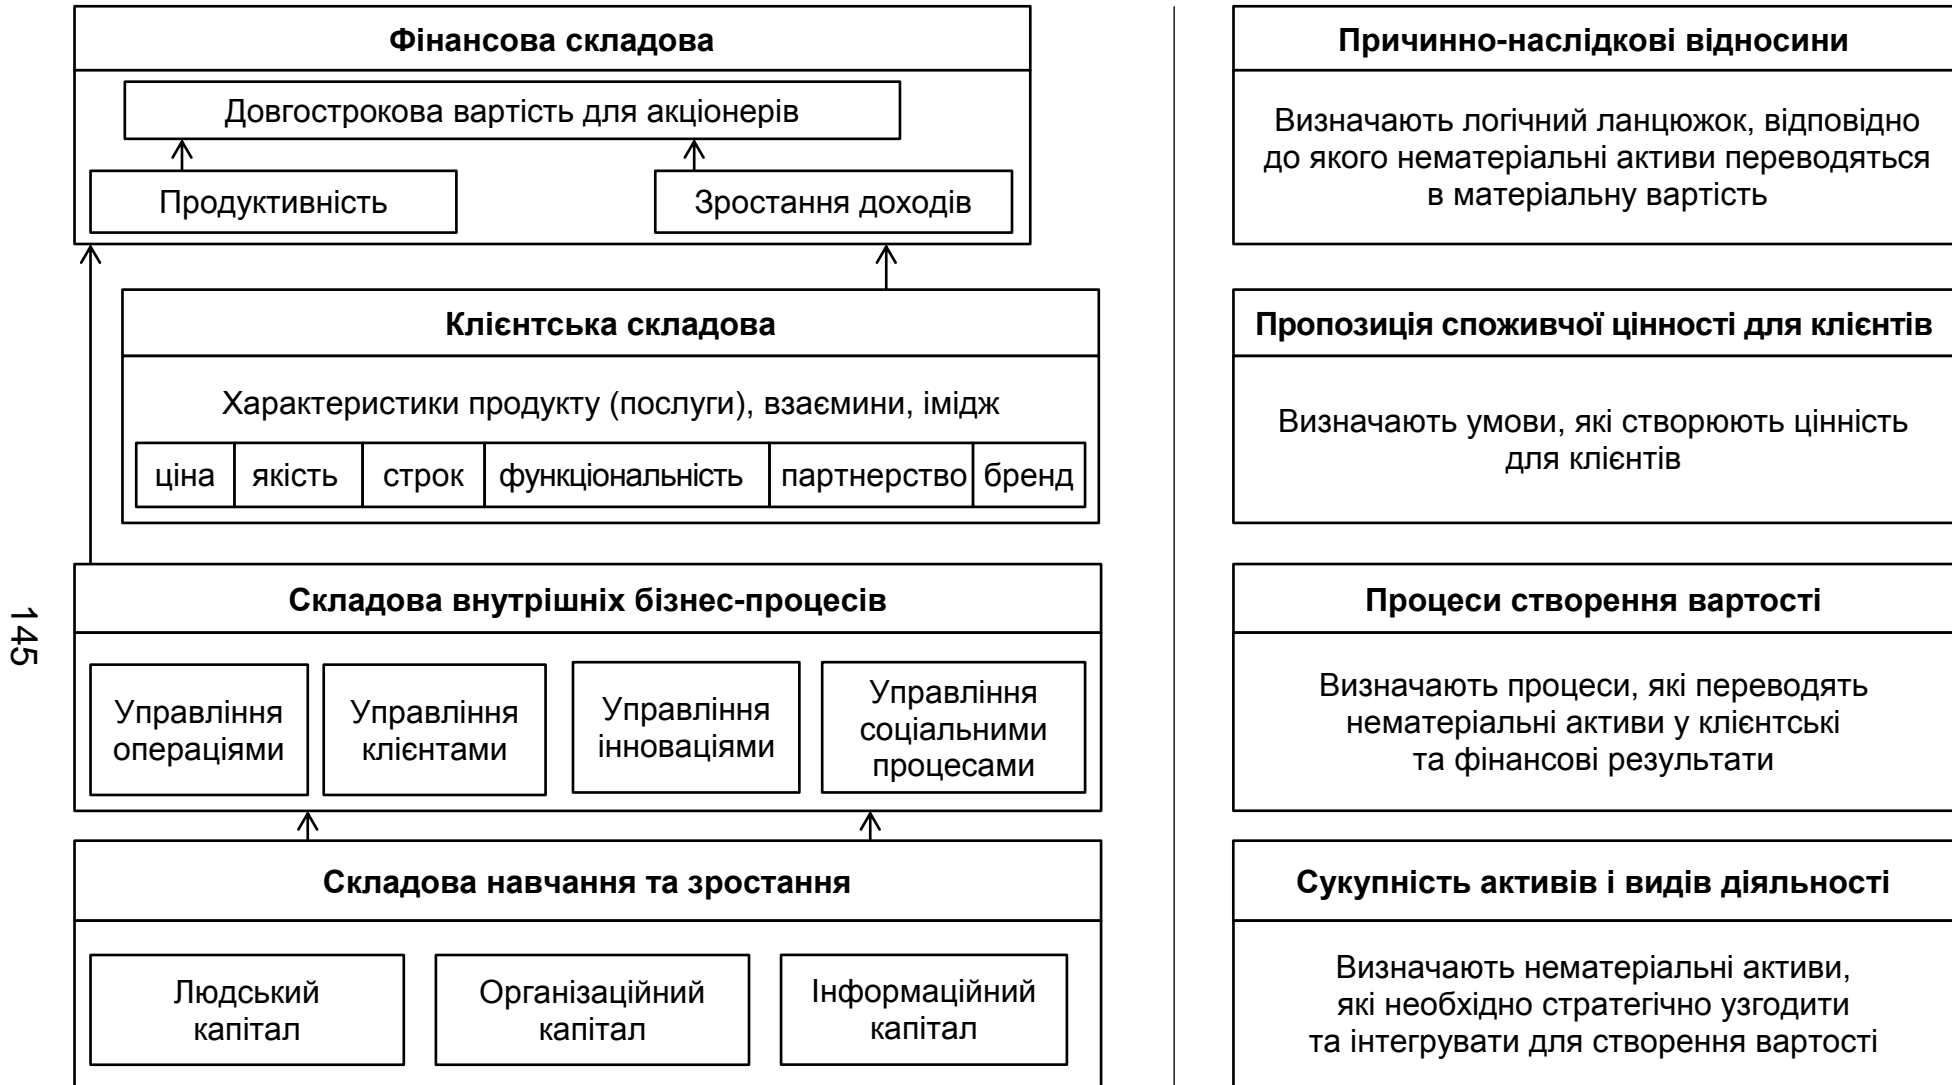 Фінансова складова
Довгострокова вартість для акціонерів
Продуктивність
Зростання доходів
Клієнтська складова
Характеристики продукту (послуги), взаємини, імідж
ціна якість строк функціональність партнерство бренд
Складова внутрішніх бізнес-процесів
Управління
операціями
Управління
клієнтами
Управління
інноваціями
Управління
соціальними
процесами
Складова навчання та зростання
Людський
капітал
Організаційний
капітал
Інформаційний
капітал
Причинно-наслідкові відносини
Визначають логічний ланцюжок, відповідно
до якого нематеріальні активи переводяться
в матеріальну вартість
Пропозиція споживчої цінності для клієнтів
Визначають умови, які створюють цінність
для клієнтів
Процеси створення вартості
Визначають процеси, які переводять
нематеріальні активи у клієнтські
та фінансові результати
Сукупність активів і видів діяльності
Визначають нематеріальні активи,
які необхідно стратегічно узгодити
та інтегрувати для створення вартості
145